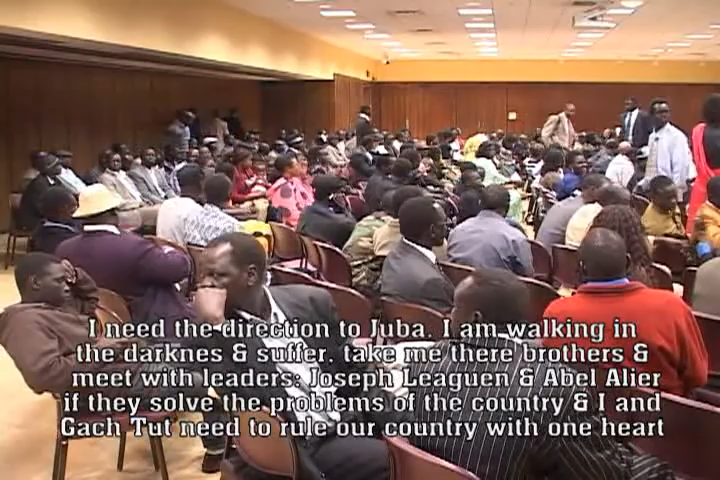 I need the direction to Juba. I am walking in
the darknes & suffer. take me there brothers &
meet with leaders: Joseph Leaguen & Abel Alier
if they solve the problems of the country & I and
Gach Tut need to rule our country with one heart